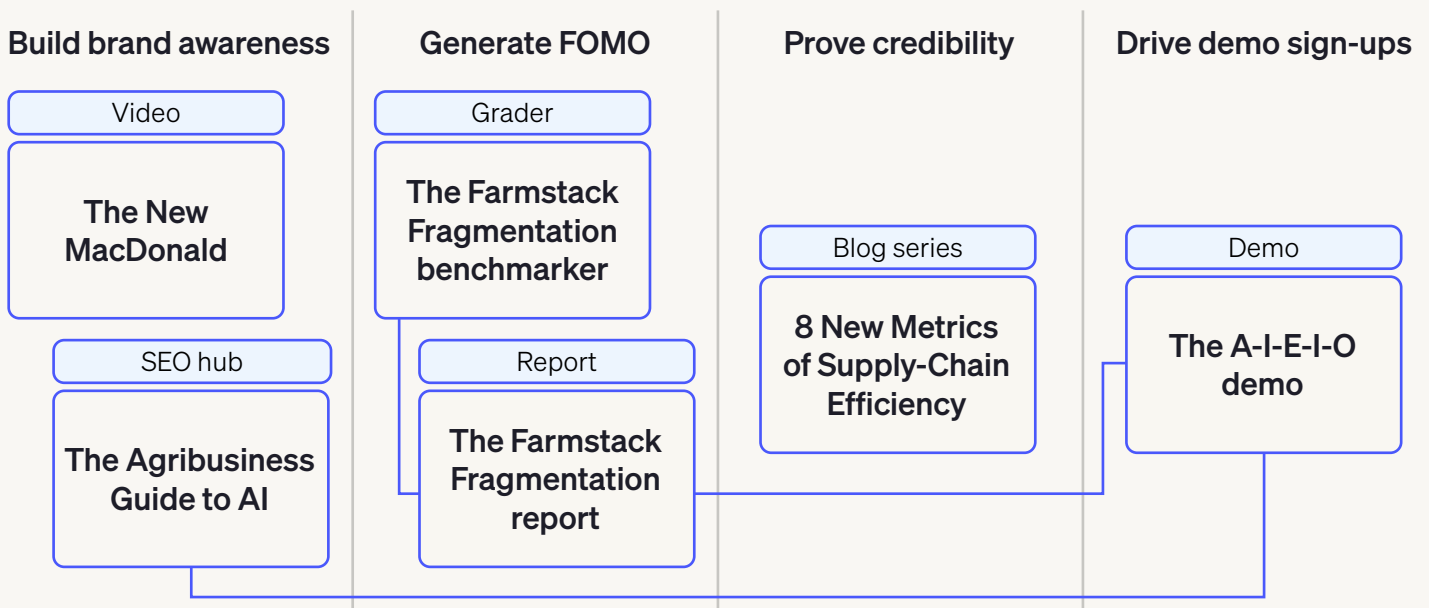 Build brand awareness
Generate FOMO
Prove credibility
Drive demo sign-ups
Video
The New
MacDonald
SEO hub
The Agribusiness
Guide to AI
Grader
The Farmstack
Fragmentation
benchmarker
Report
The Farmstack
Fragmentation
report
Blog series
8 New Metrics
of Supply-Chain
Efficiency
Demo
The A-I-E-I-O
demo